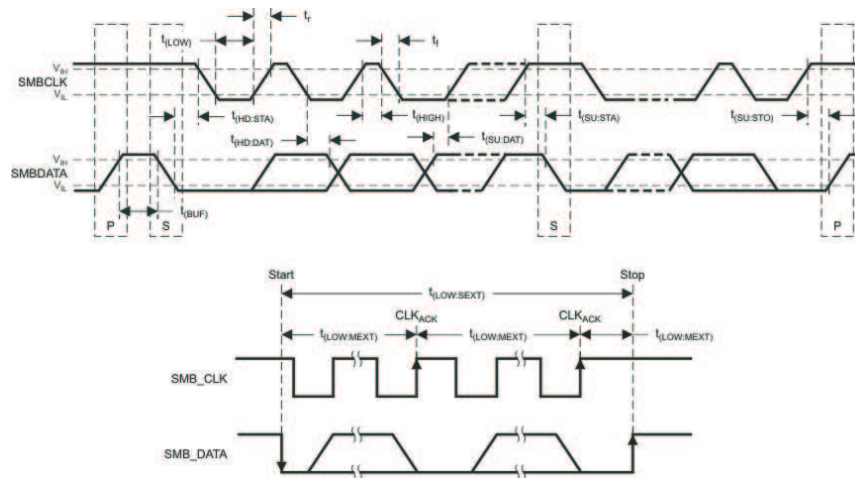 tr
t(LOW)
tf
VIH
SMBCLK
VIL
t(HD:STA)
t(HIGH)
t(SU:STA)
t(SU:STO)
t(HD:DAT)
t(SU:DAT)
VIH
SMBDATA
VIL
t(BUF)
P
S
S
P
Start
Stop
t(LOW:SEXT)
CLKACK
CLKACK
t(LOW:MEXT)
t(LOW:MEXT)
t(LOW:MEXT)
SMB_CLK
SMB_DATA